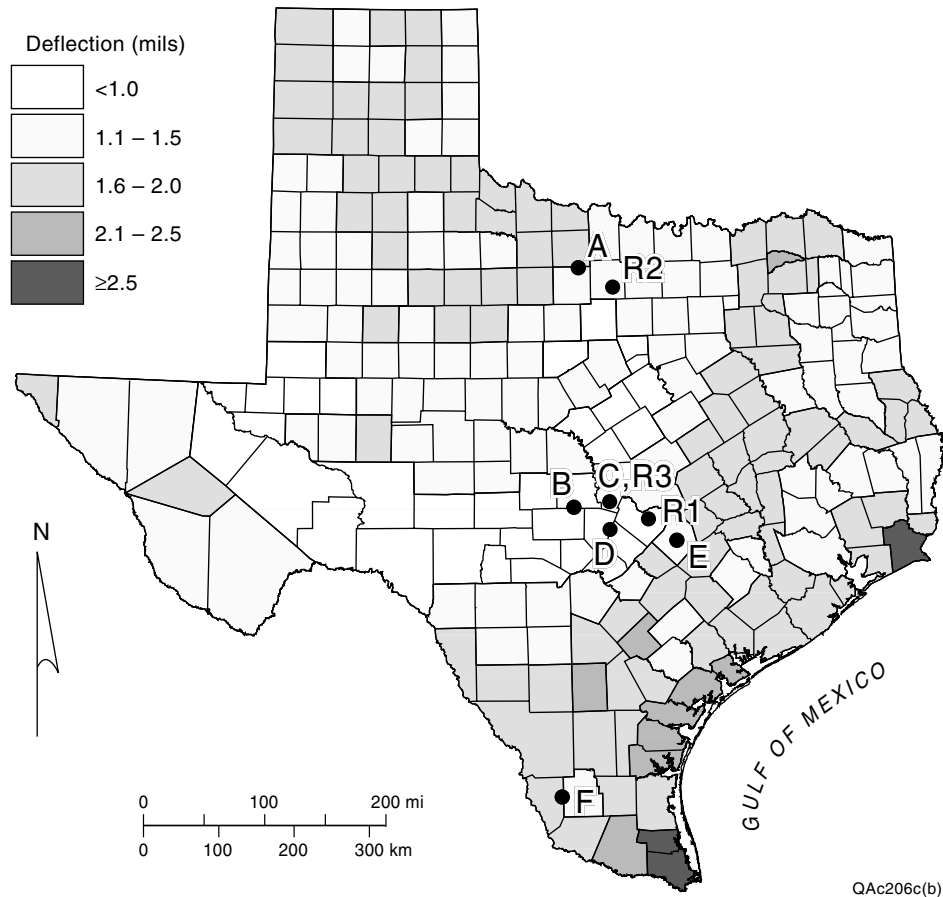 Deflection (mils)
<1.0
1.1 – 1.5
1.6 – 2.0
2.1 – 2.5
≥2.5
A
R2
B
C,R3
R1
D
E
F
N
0 100 200 mi
0 100 200 300 km
GULF OF MEXICO
QAc206c(b)